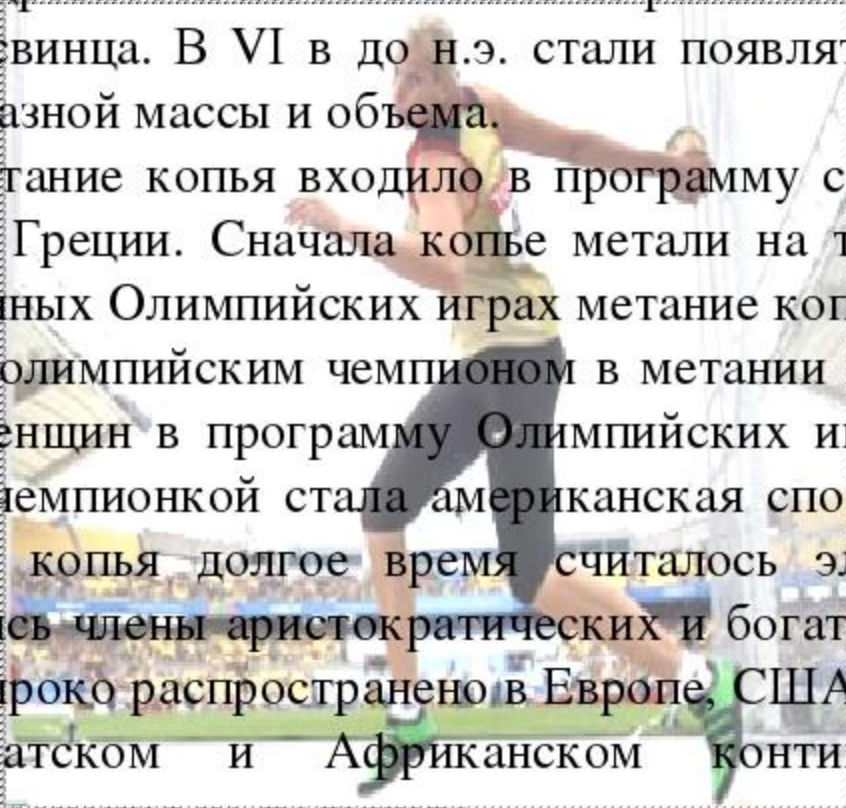 свинца. В VI в до н.э. стали появлят
азной массы и объема.
тание копья входило в программу с
Греции. Сначала копье метали на т
ных Олимпийских играх метание коп
олимпийским чемпионом в метании
енщин в программу Олимпийских и
чемпионкой стала американская спо
копья долгое время считалось эл
сь члены аристократических и богат
ироко распространено в Европе, США
атском и Африканском конти